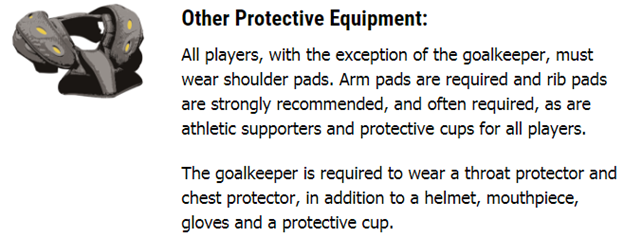 Other Protective Equipment:
All players, with the exception of the goalkeeper, must
wear shoulder pads. Arm pads are required and rib pads
are strongly recommended, and often required, as are
athletic supporters and protective cups for all players.
The goalkeeper is required to wear a throat protector and
chest protector, in addition to a helmet, mouthpiece,
gloves and a protective cup.